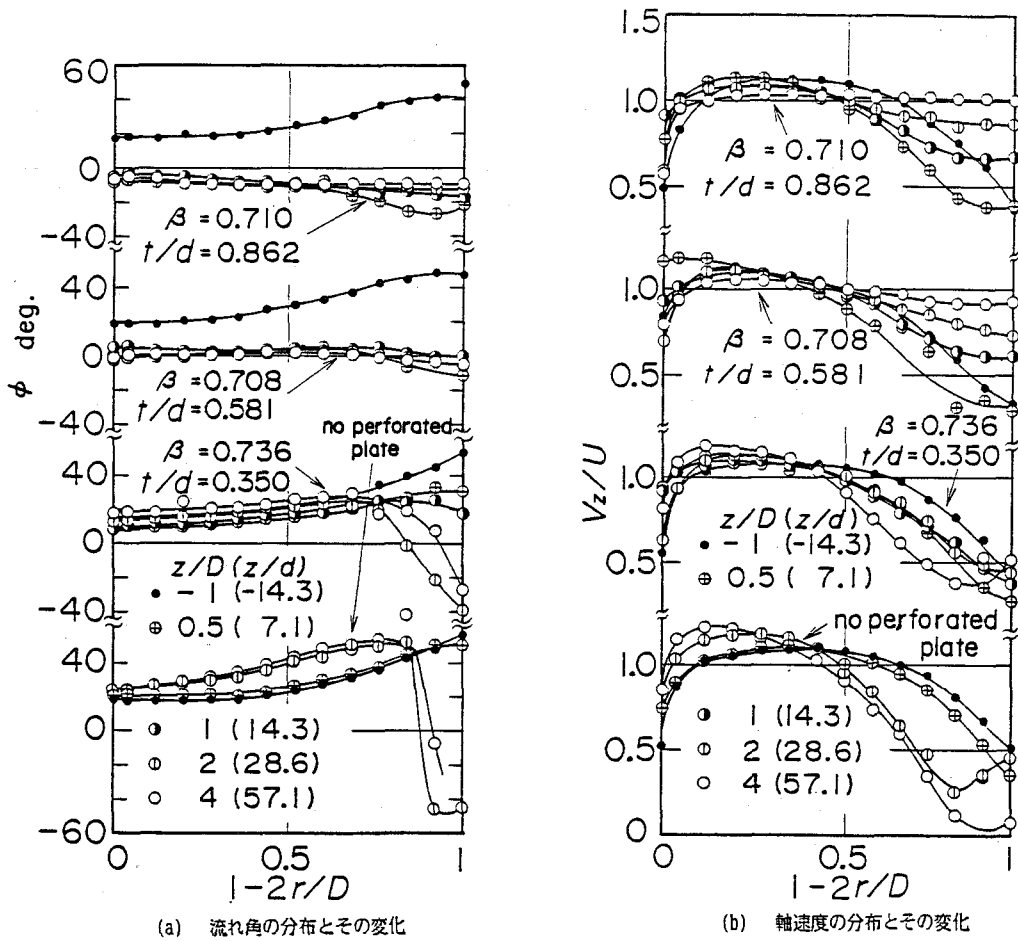 60
0
-40
40
0
-40
40
0
-40
40
0
-60
φ deg.
β = 0.710
t/d = 0.862
β = 0.708
t/d = 0.581
no perforated
plate
β = 0.736
t/d = 0.350
z/D (z/d)
• -1 (-14.3)
⊕ 0.5 ( 7.1)
◑ 1 (14.3)
⦶ 2 (28.6)
○ 4 (57.1)
0 0.5 1
1-2r/D
(a) 流れ角の分布とその変化
1.5
1.0
0.5
1.0
0.5
1.0
0.5
1.0
0.5
0
Vz/U
β = 0.710
t/d = 0.862
β = 0.708
t/d = 0.581
β = 0.736
t/d = 0.350
z/D (z/d)
• -1 (-14.3)
⊕ 0.5 ( 7.1)
no perforated
plate
◑ 1 (14.3)
⦶ 2 (28.6)
○ 4 (57.1)
0 0.5 1
1-2r/D
(b) 軸速度の分布とその変化